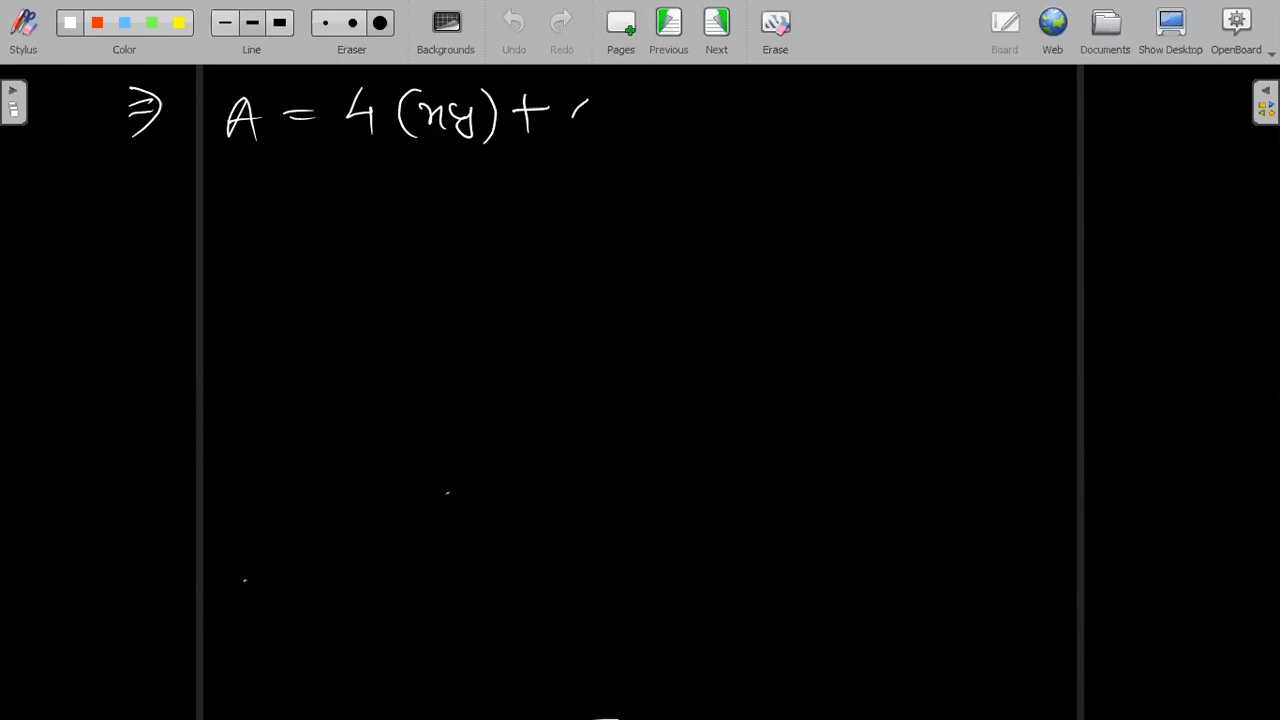 Stylus Color Line Eraser Backgrounds Undo Redo Pages Previous Next Erase Board Web Documents Show Desktop OpenBoard
⇒ A = 4 (xy) +